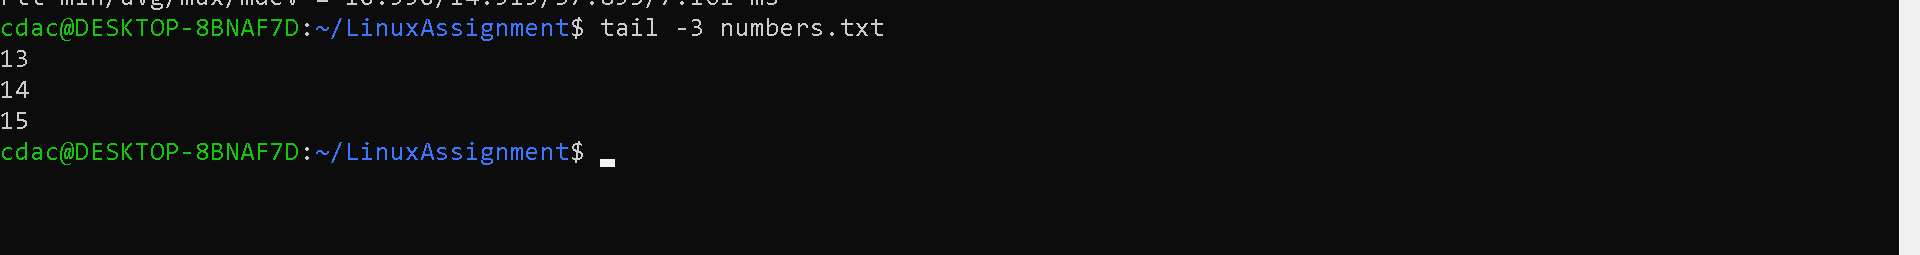 cdac@DESKTOP-8BNAF7D:~/LinuxAssignment$ tail -3 numbers.txt
13
14
15
cdac@DESKTOP-8BNAF7D:~/LinuxAssignment$